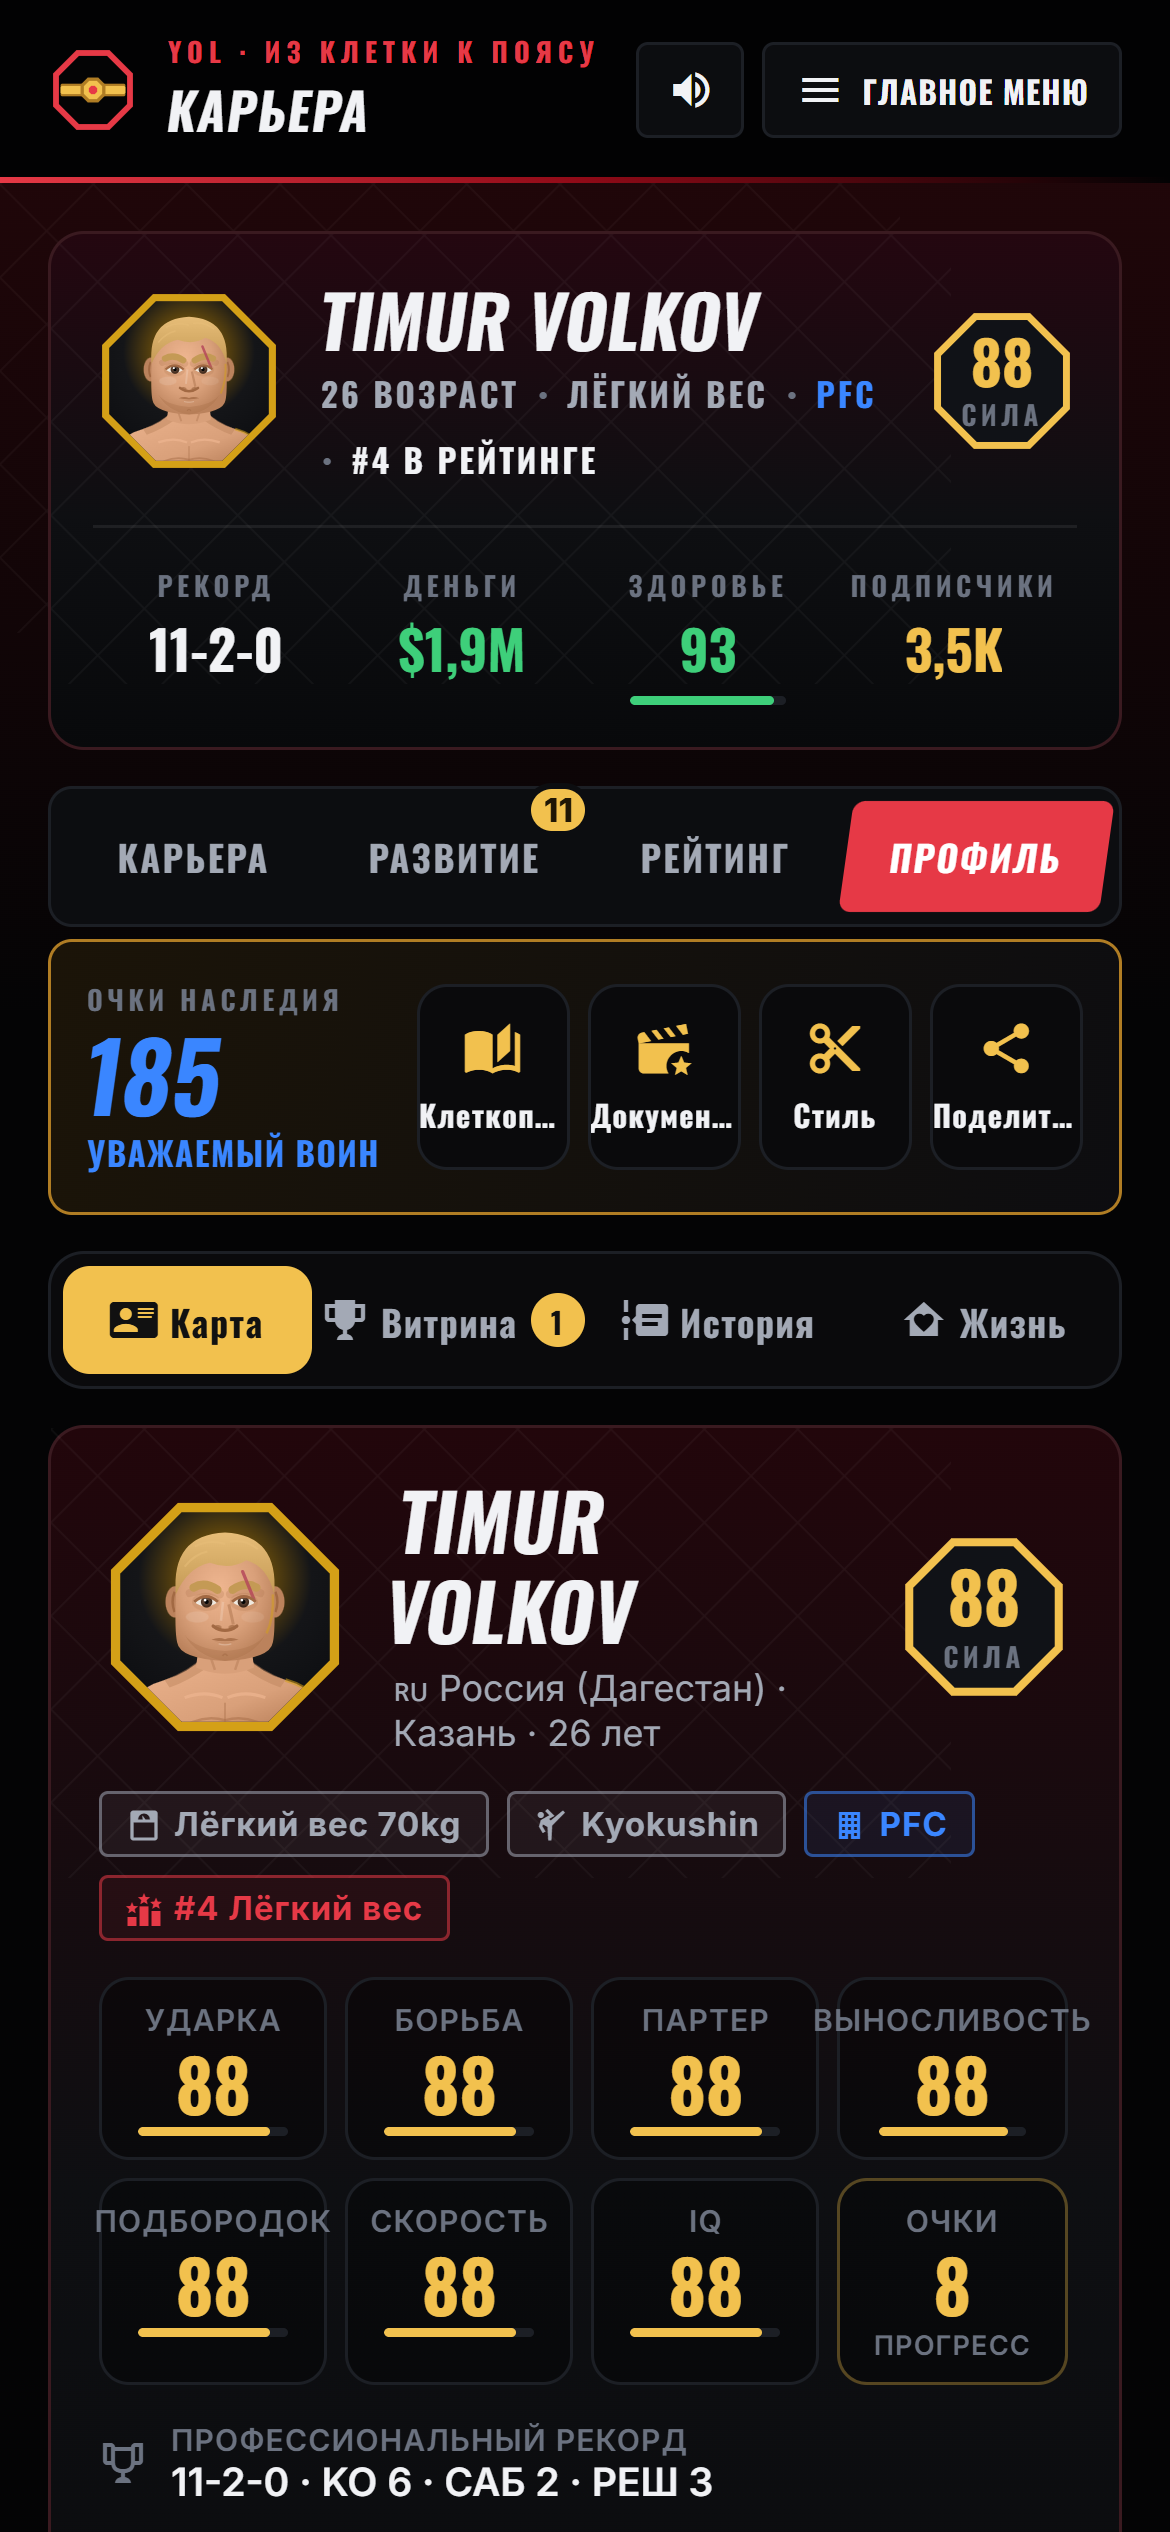 YOL · ИЗ КЛЕТКИ К ПОЯСУ
КАРЬЕРА
ГЛАВНОЕ МЕНЮ
TIMUR VOLKOV
26 ВОЗРАСТ · ЛЁГКИЙ ВЕС · PFC
· #4 В РЕЙТИНГЕ
88
СИЛА
РЕКОРД ДЕНЬГИ ЗДОРОВЬЕ ПОДПИСЧИКИ
11-2-0 $1,9M 93 3,5K
11
КАРЬЕРА РАЗВИТИЕ РЕЙТИНГ ПРОФИЛЬ
ОЧКИ НАСЛЕДИЯ
185
УВАЖАЕМЫЙ ВОИН
Клеткоп... Докумен... Стиль Поделит...
Карта Витрина 1 История Жизнь
TIMUR
VOLKOV
RU Россия (Дагестан) ·
Казань · 26 лет
88
СИЛА
Лёгкий вес 70kg Kyokushin PFC
#4 Лёгкий вес
УДАРКА БОРЬБА ПАРТЕР ВЫНОСЛИВОСТЬ
88 88 88 88
ПОДБОРОДОК СКОРОСТЬ IQ ОЧКИ
88 88 88 8
ПРОГРЕСС
ПРОФЕССИОНАЛЬНЫЙ РЕКОРД
11-2-0 · KO 6 · САБ 2 · РЕШ 3